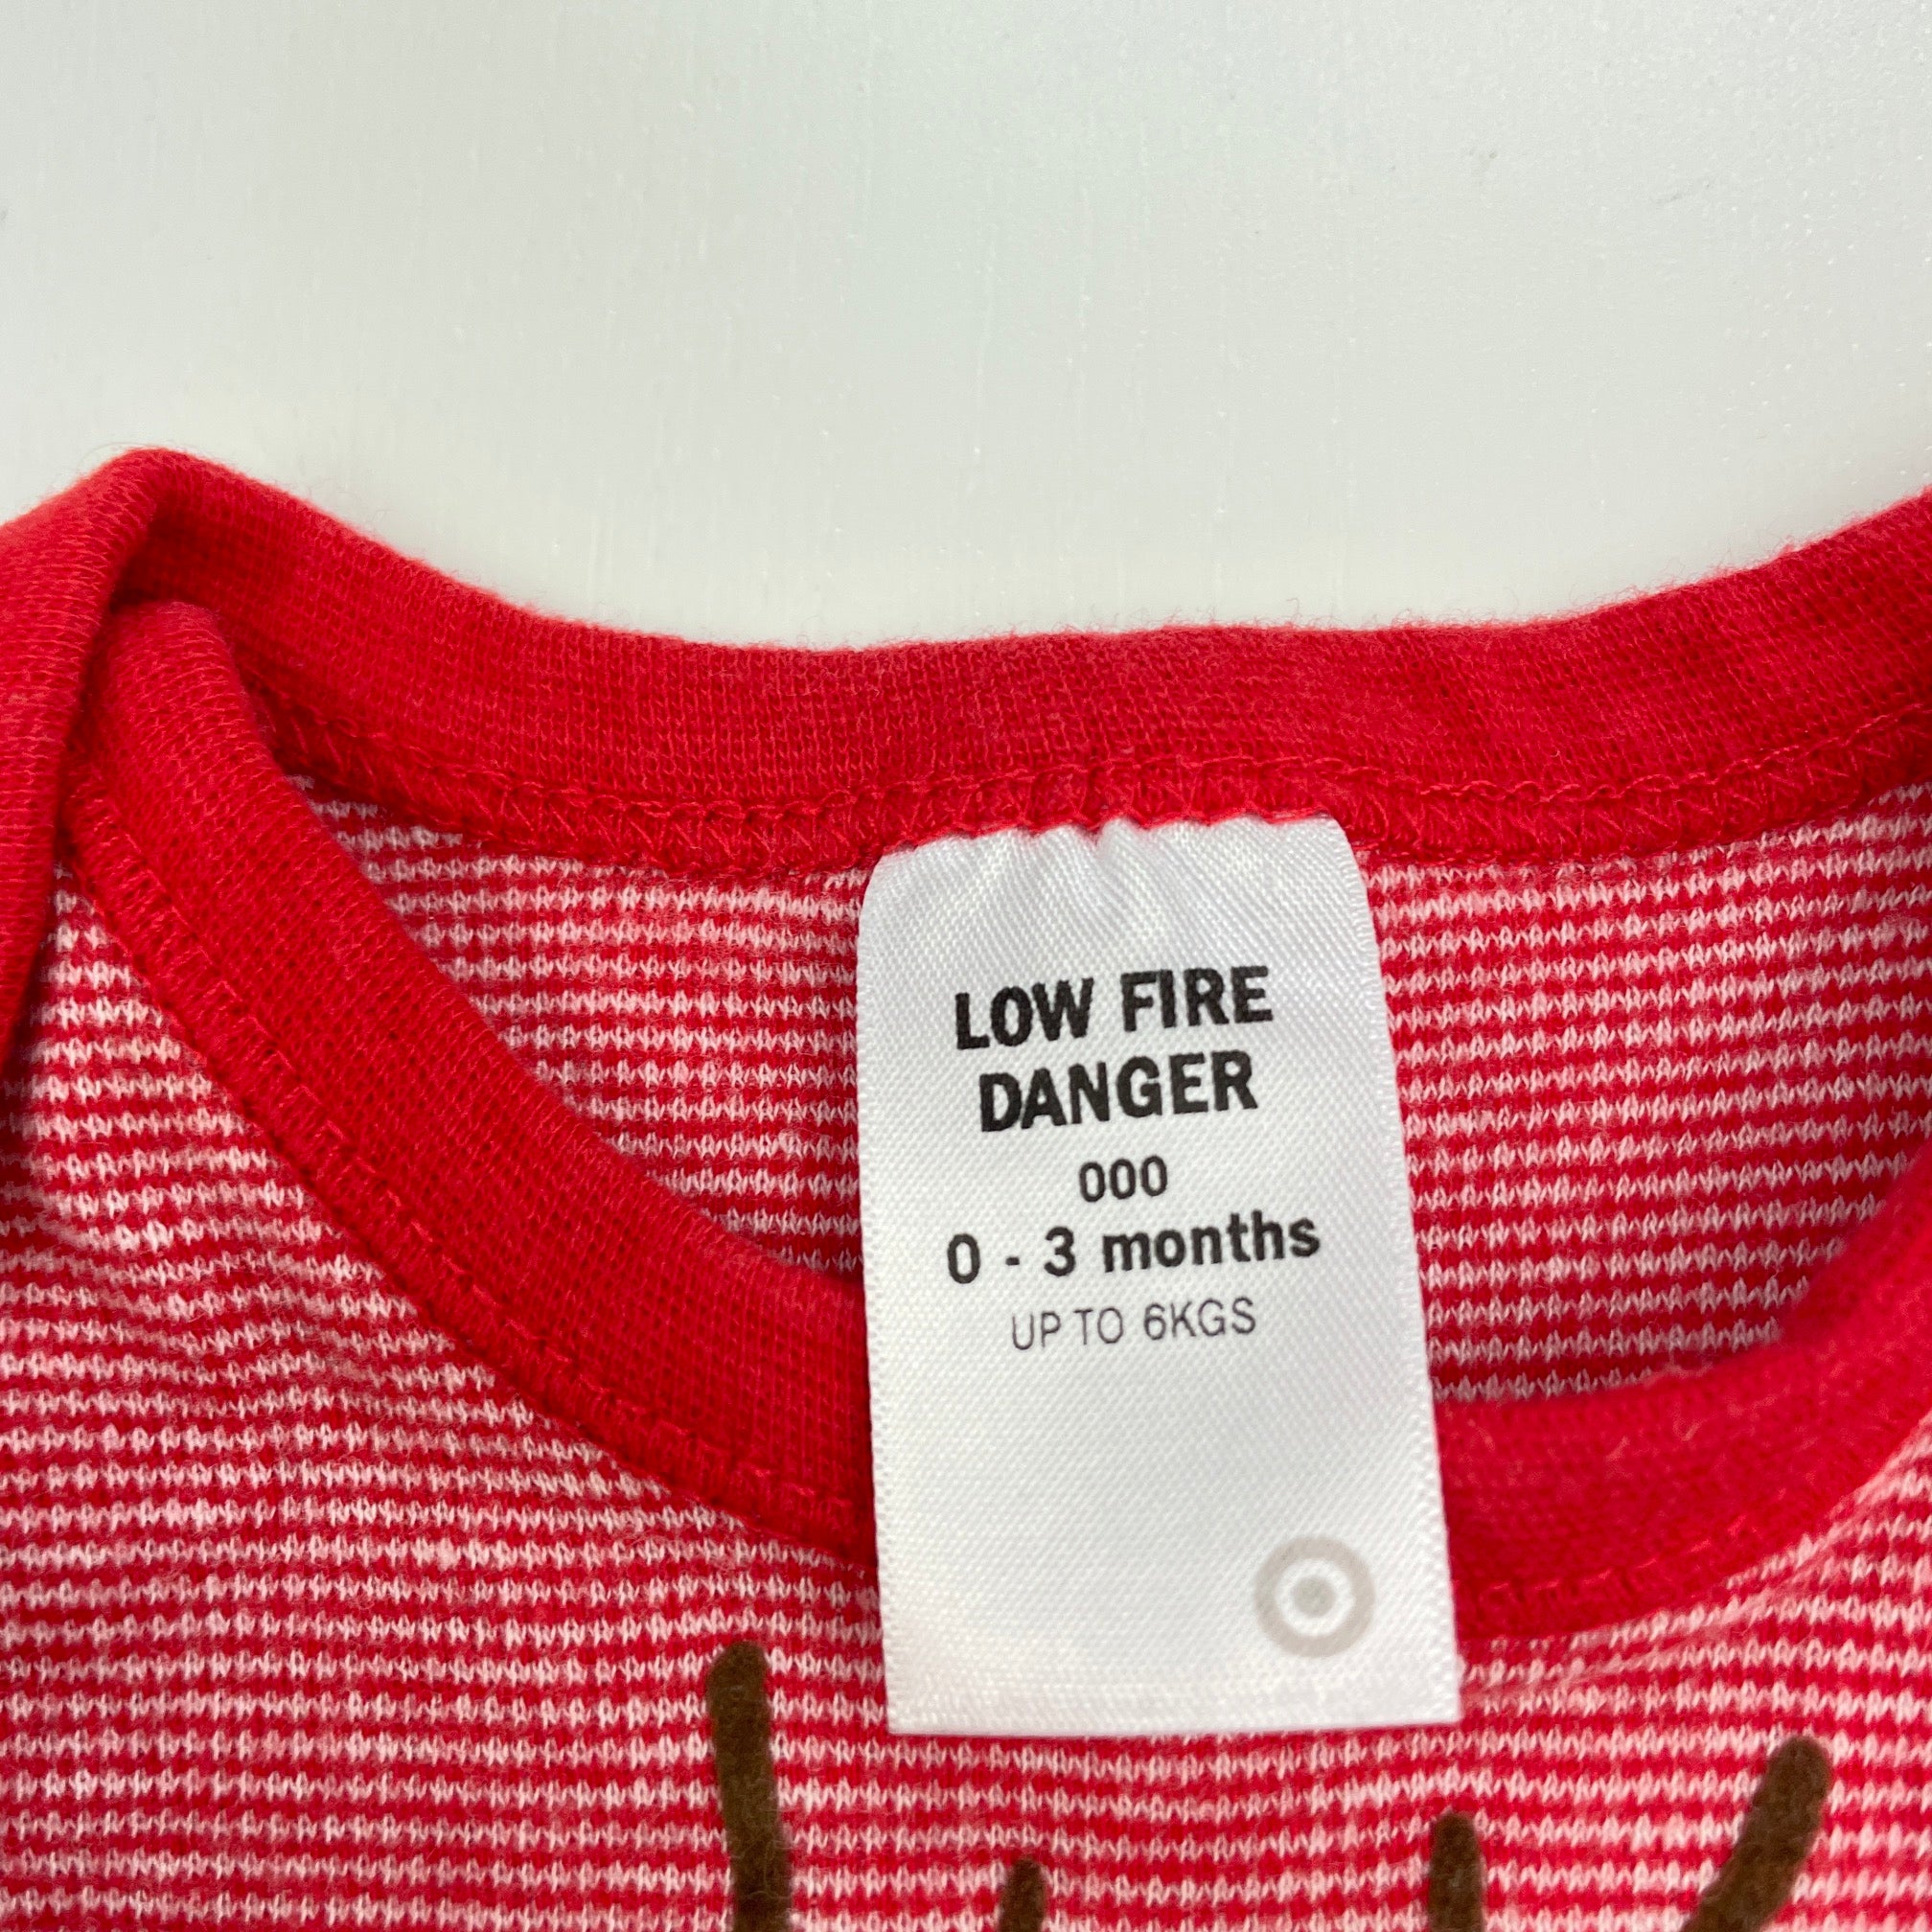 LOW FIRE
DANGER
000
0 - 3 months
UP TO 6KGS